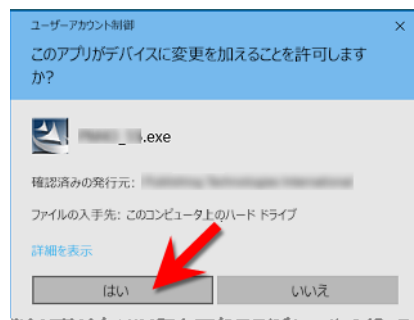 ユーザーアカウント制御
このアプリがデバイスに変更を加えることを許可します
か?
_ .exe
確認済みの発行元:
ファイルの入手先: このコンピュータ上のハード ドライブ
詳細を表示
はい
いいえ